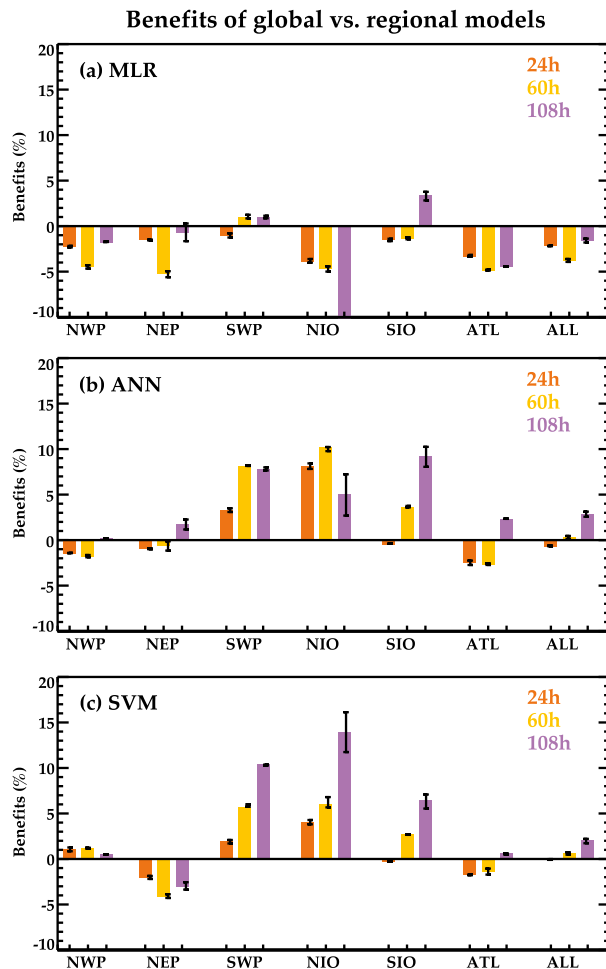 Benefits of global vs. regional models
(a) MLR
24h
60h
108h
Benefits (%)
20
15
10
5
0
-5
-10
NWP NEP SWP NIO SIO ATL ALL
(b) ANN
24h
60h
108h
Benefits (%)
20
15
10
5
0
-5
-10
NWP NEP SWP NIO SIO ATL ALL
(c) SVM
24h
60h
108h
Benefits (%)
20
15
10
5
0
-5
-10
NWP NEP SWP NIO SIO ATL ALL